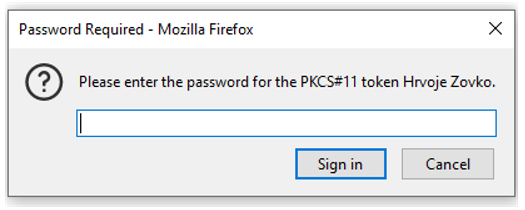 Password Required - Mozilla Firefox
Please enter the password for the PKCS#11 token Hrvoje Zovko.
Sign in
Cancel